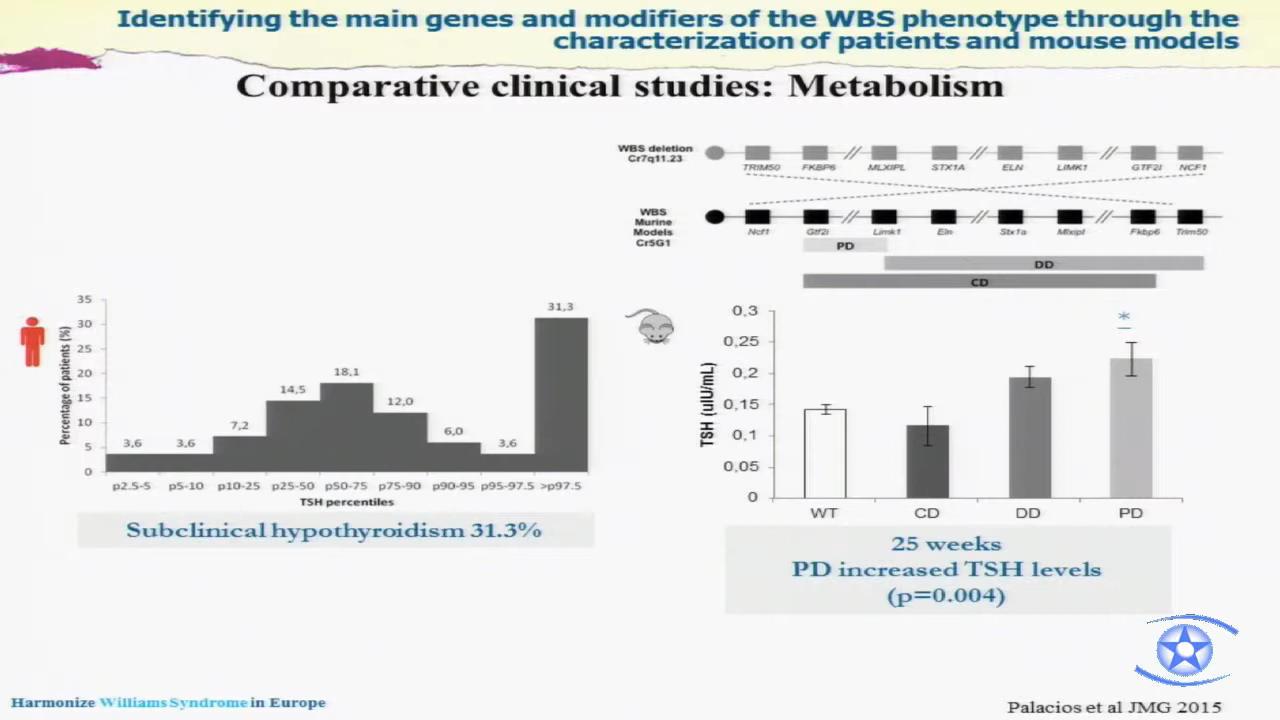 Identifying the main genes and modifiers of the WBS phenotype through the
characterization of patients and mouse models
Comparative clinical studies: Metabolism
WBS deletion
Cr7q11.23
TRIM50 FKBP6 MLXIPL STX1A ELN LIMK1 GTF2I NCF1
WBS
Murine
Models
Cr5G1
Ncf1 Gtf2i Limk1 Eln Stx1a Mlxipl Fkbp6 Trim50
PD
DD
CD
Percentage of patients (%)
35
30
25
20
15
10
5
0
3,6 3,6 7,2 14,5 18,1 12,0 6,0 3,6 31,3
p2.5-5 p5-10 p10-25 p25-50 p50-75 p75-90 p90-95 p95-97.5 >p97.5
TSH percentiles
Subclinical hypothyroidism 31.3%
TSH (uIU/mL)
0,3
0,25
0,2
0,15
0,1
0,05
0
*
WT CD DD PD
25 weeks
PD increased TSH levels
(p=0.004)
Harmonize Williams Syndrome in Europe
Palacios et al JMG 2015